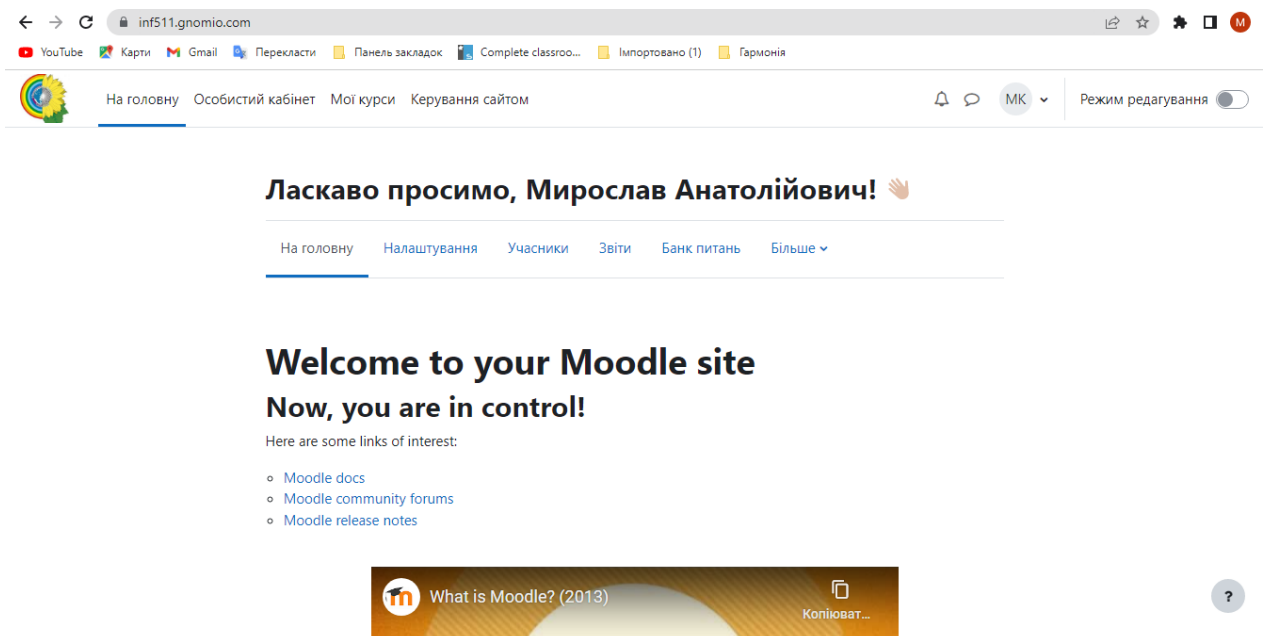 inf511.gnomio.com
M
YouTube Карти Gmail Перекласти Панель закладок Complete classroo... Імпортовано (1) Гармонія
На головну Особистий кабінет Мої курси Керування сайтом МК Режим редагування
Ласкаво просимо, Мирослав Анатолійович! 👋
На головну Налаштування Учасники Звіти Банк питань Більше
Welcome to your Moodle site
Now, you are in control!
Here are some links of interest:
Moodle docs
Moodle community forums
Moodle release notes
m What is Moodle? (2013)
Копіюват...
?